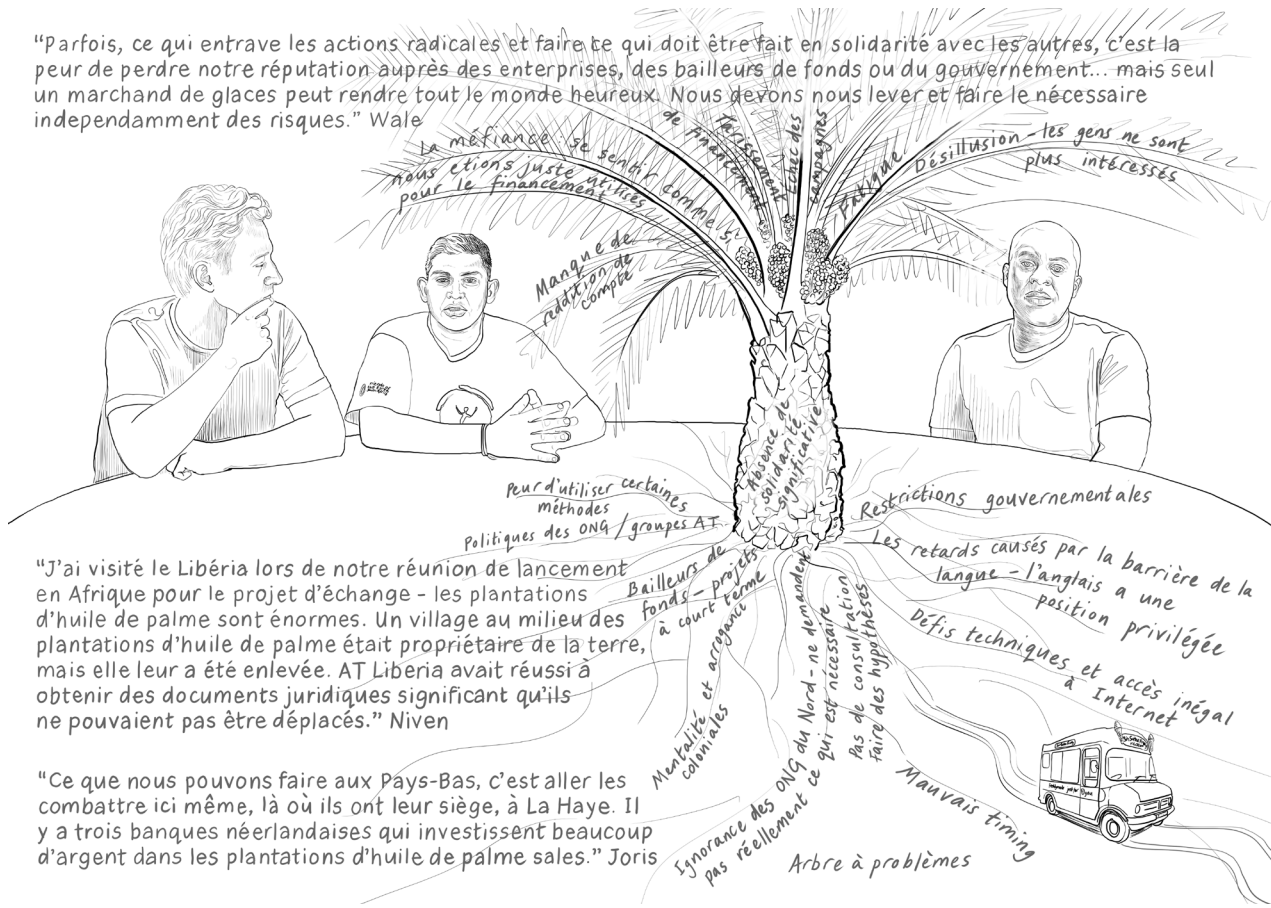 “Parfois, ce qui entrave les actions radicales et faire ce qui doit être fait en solidarité avec les autres, c’est la
peur de perdre notre réputation auprès des enterprises, des bailleurs de fonds ou du gouvernement... mais seul
un marchand de glaces peut rendre tout le monde heureux. Nous devons nous lever et faire le nécessaire
independamment des risques.” Wale
La méfiance : se sentir comme si
nous etions juste utilisés
pour le financement
Manque de
reddition de
compte
Tarissement
de financement
Echec des
campagnes
Fatigue
Désillusion - les gens ne sont
plus intéressés
Absence de
solidarité
significative
Peur d’utiliser certaines
méthodes
Politiques des ONG / groupes AT
Bailleurs de
fonds - projets
à court terme
Mentalité et arrogance
coloniales
Ignorance des ONG du Nord - ne demandent
pas réellement ce qui est nécessaire
Pas de consultation
faire des hypothèses
Restrictions gouvernementales
Les retards causés par la barrière de la
langue - l’anglais a une
position privilégée
Défis techniques et accès inégal
à Internet
Mauvais timing
“J’ai visité le Libéria lors de notre réunion de lancement
en Afrique pour le projet d’échange - les plantations
d’huile de palme sont énormes. Un village au milieu des
plantations d’huile de palme était propriétaire de la terre,
mais elle leur a été enlevée. AT Liberia avait réussi à
obtenir des documents juridiques significant qu’ils
ne pouvaient pas être déplacés.” Niven
“Ce que nous pouvons faire aux Pays-Bas, c’est aller les
combattre ici même, là où ils ont leur siège, à La Haye. Il
y a trois banques néerlandaises qui investissent beaucoup
d’argent dans les plantations d’huile de palme sales.” Joris
Arbre à problèmes